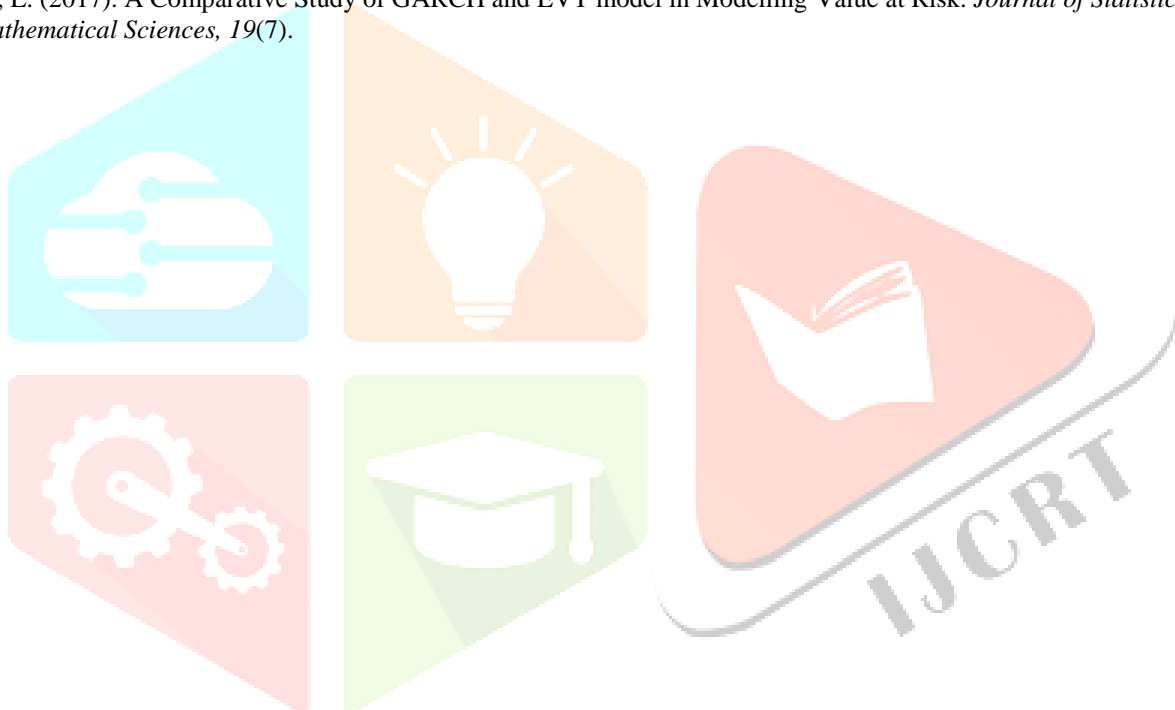 , L. (2017). A Comparative Study of GARCH and EVT model in Modelling Value at Risk. Journal of Statistic
athematical Sciences, 19(7).
IJCRT